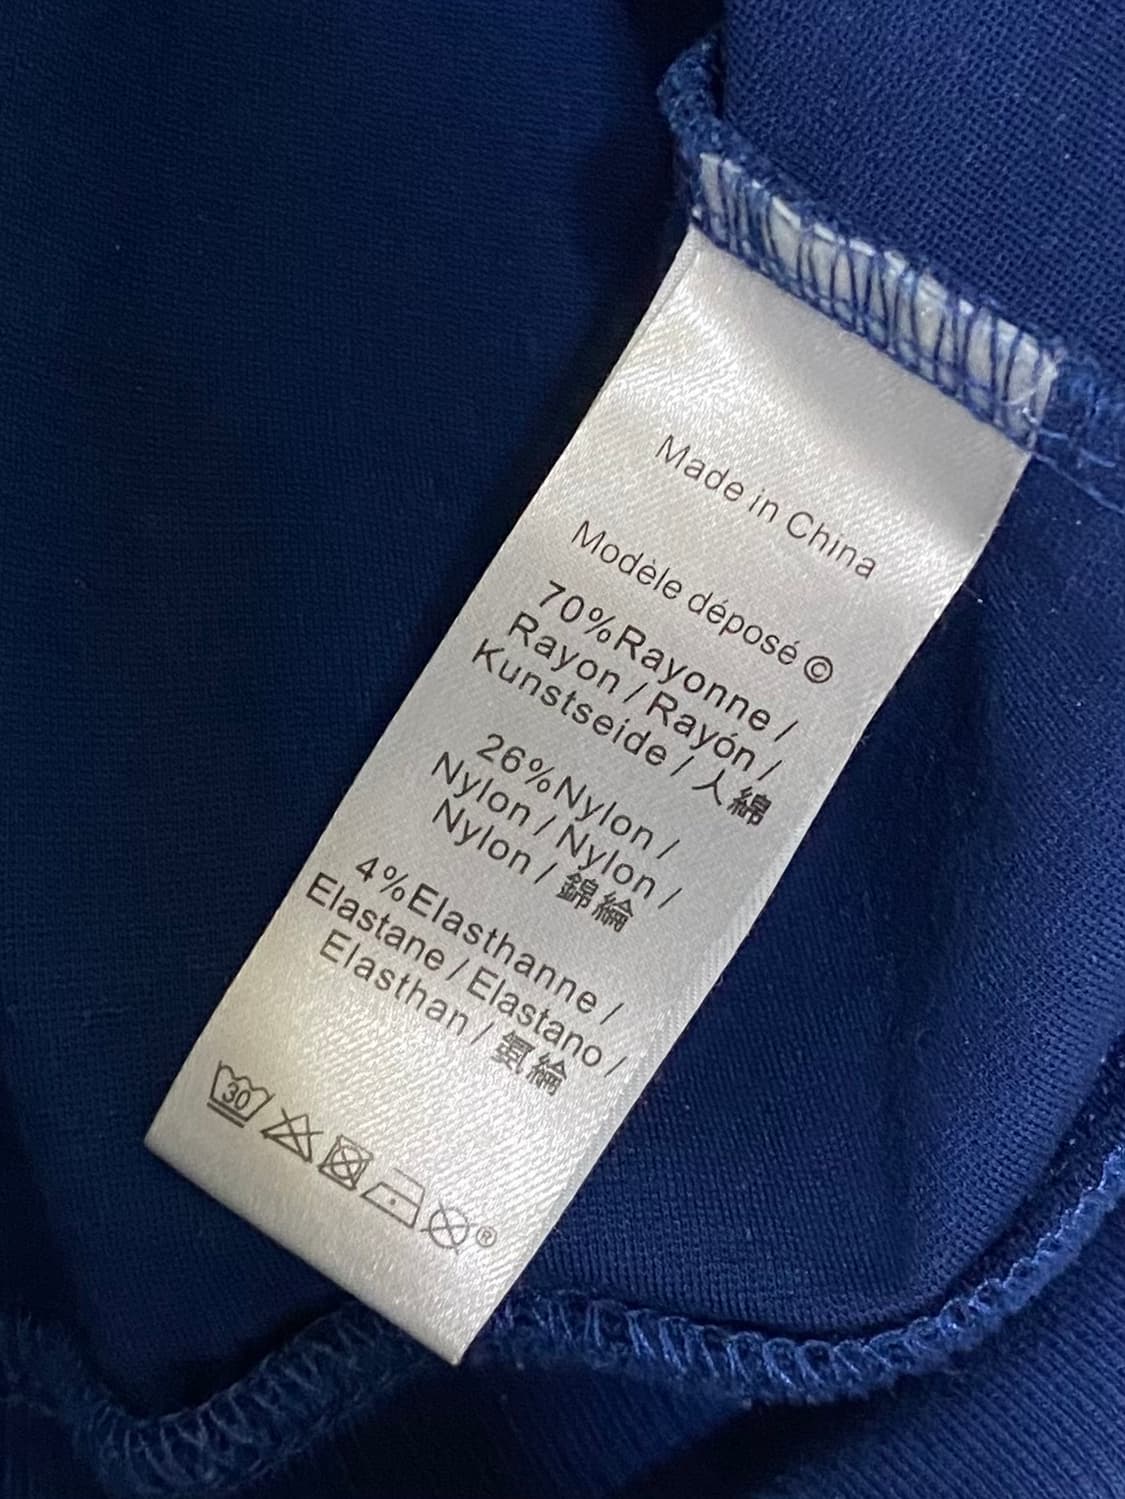 Made in China
Modèle déposé ©
70%Rayonne /
Rayon / Rayón /
Kunstseide / 人綿
26%Nylon /
Nylon / Nylon /
Nylon / 錦綸
4%Elasthanne /
Elastane / Elastano /
Elasthan / 氨綸
30
®